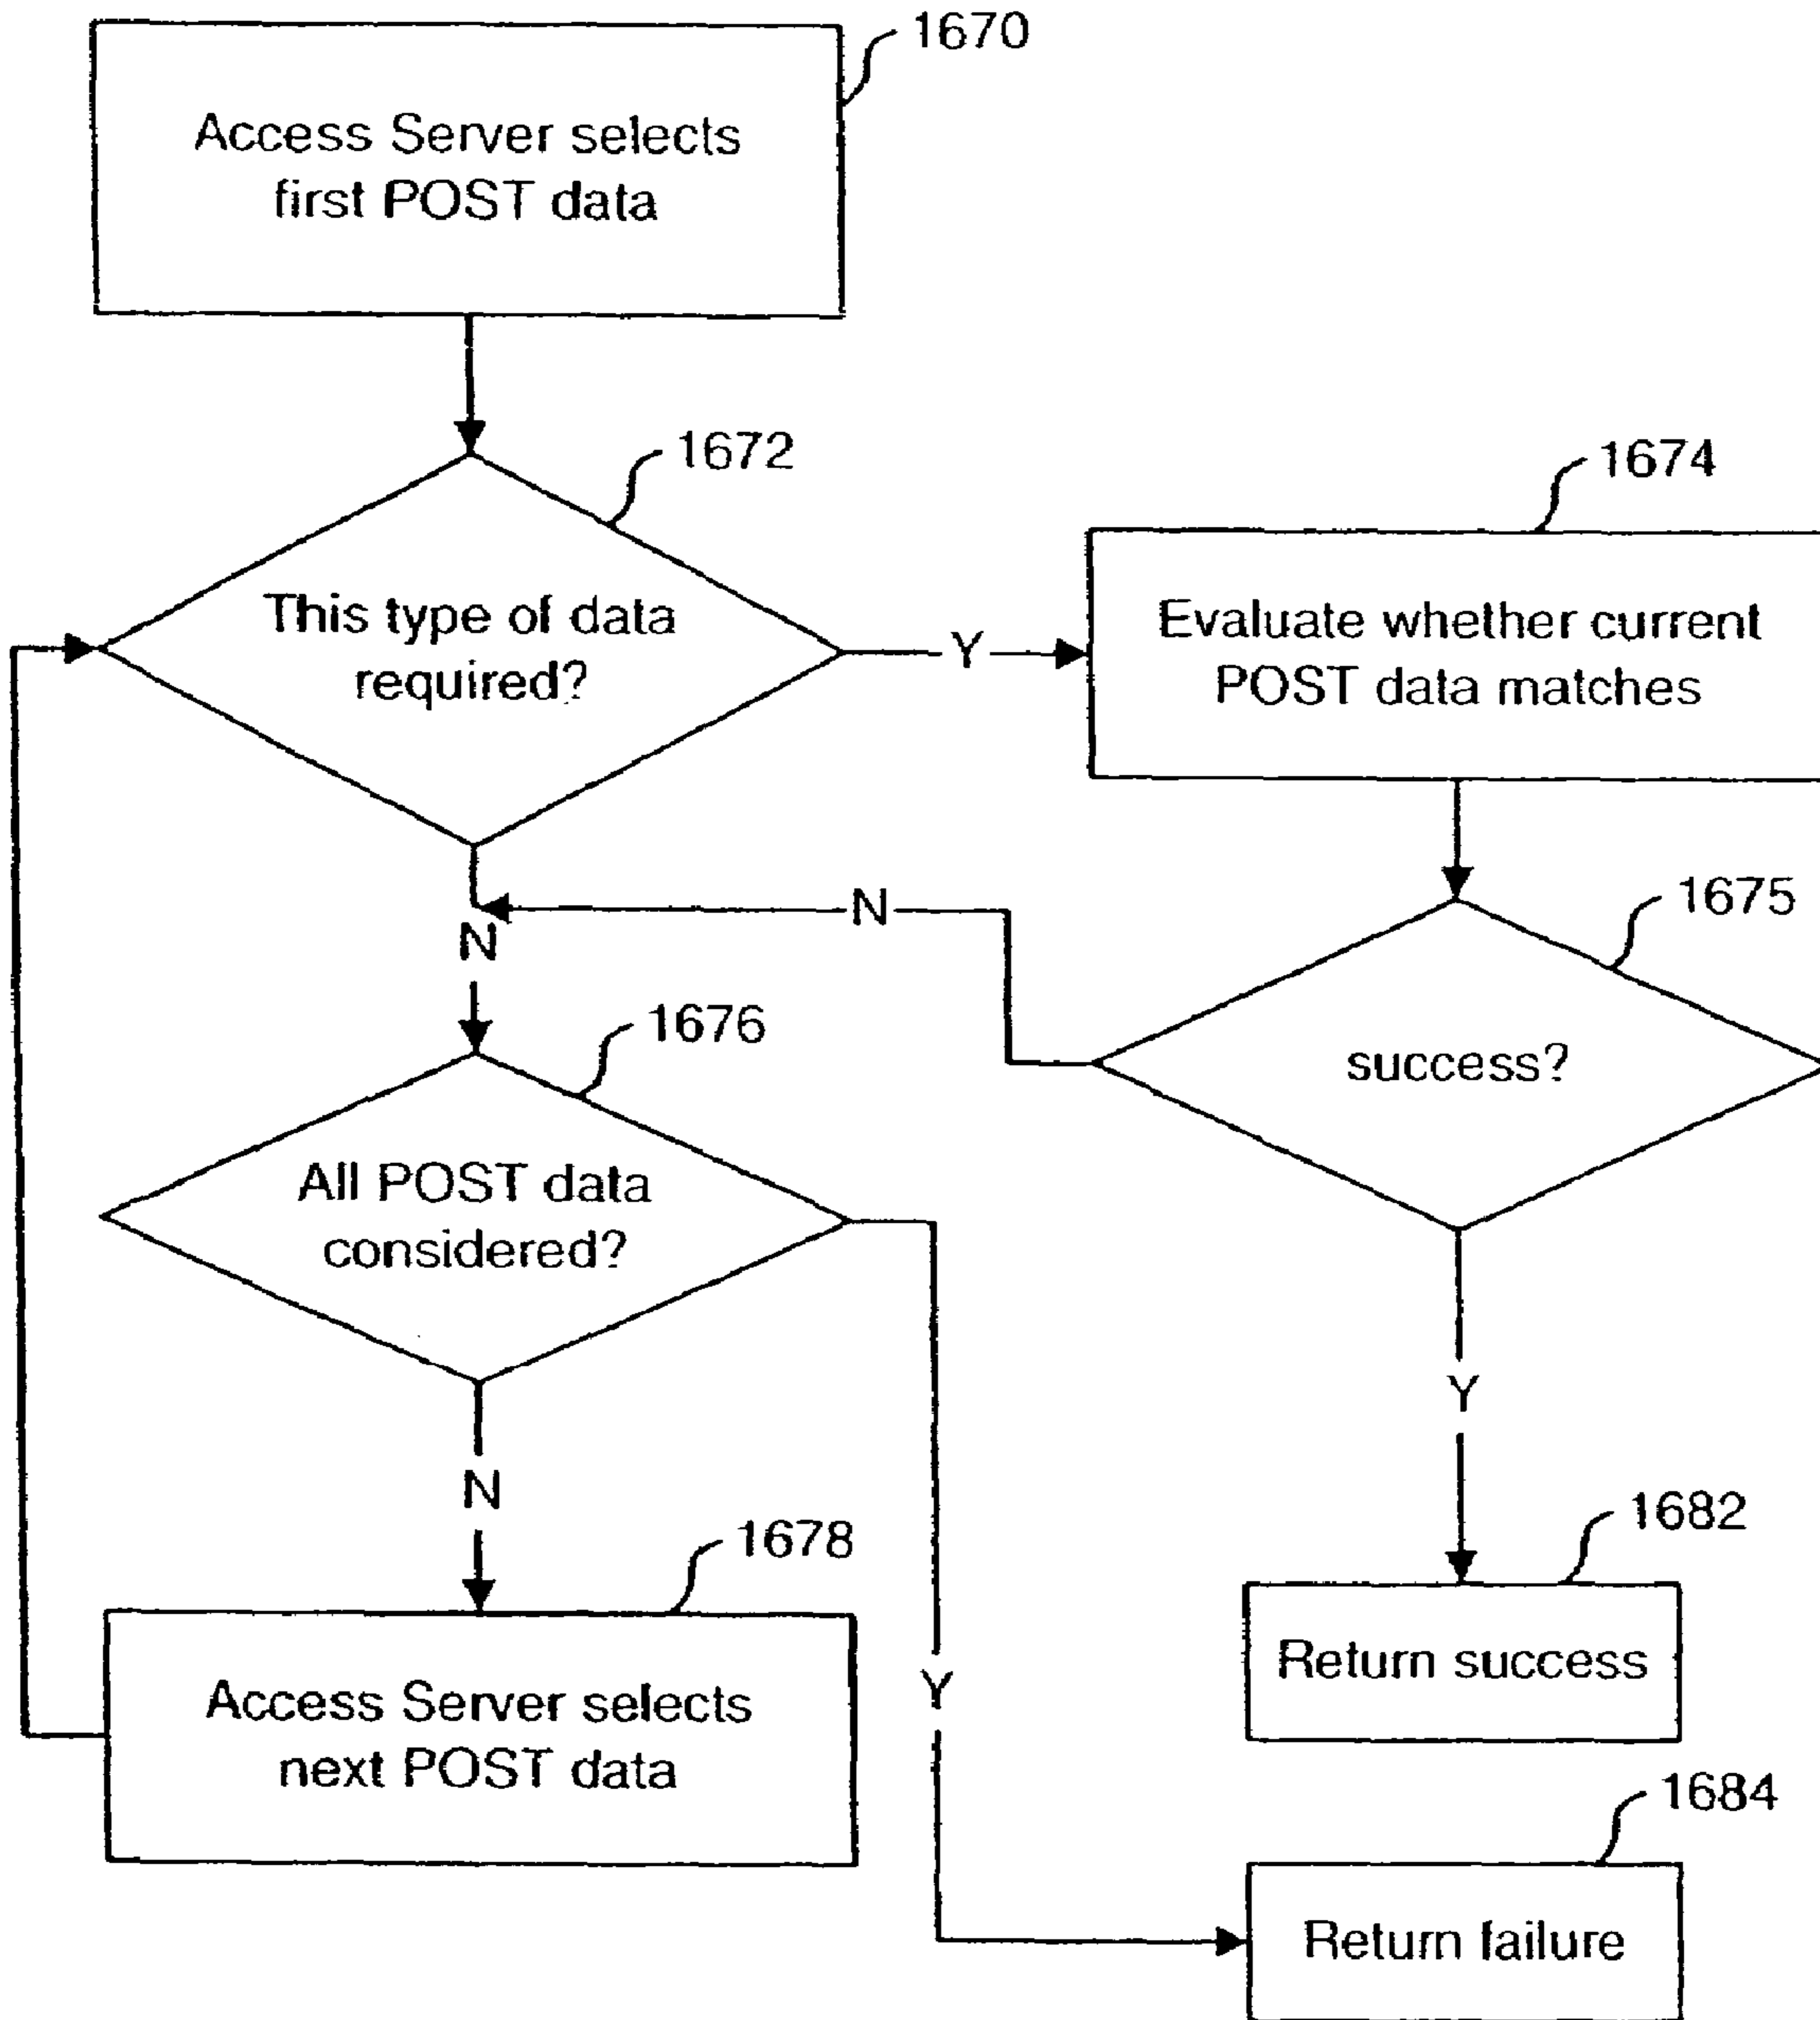 1670
Access Server selects
first POST data
1672
This type of data
required?
Y
1674
Evaluate whether current
POST data matches
N
N
1675
success?
1676
All POST data
considered?
Y
N
1678
Access Server selects
next POST data
Y
1682
Return success
1684
Return failure